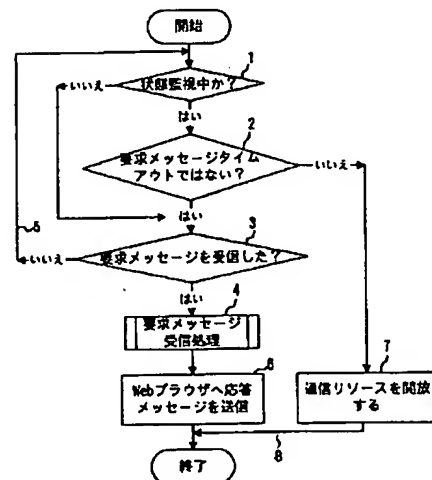 開始
1
状態監視中か？
いいえ
はい
2
要求メッセージタイム
アウトではない？
いいえ
はい
5
3
要求メッセージを受信した？
いいえ
はい
4
要求メッセージ
受信処理
6
7
Webブラウザへ応答
メッセージを送信
通信リソースを開放
する
8
終了